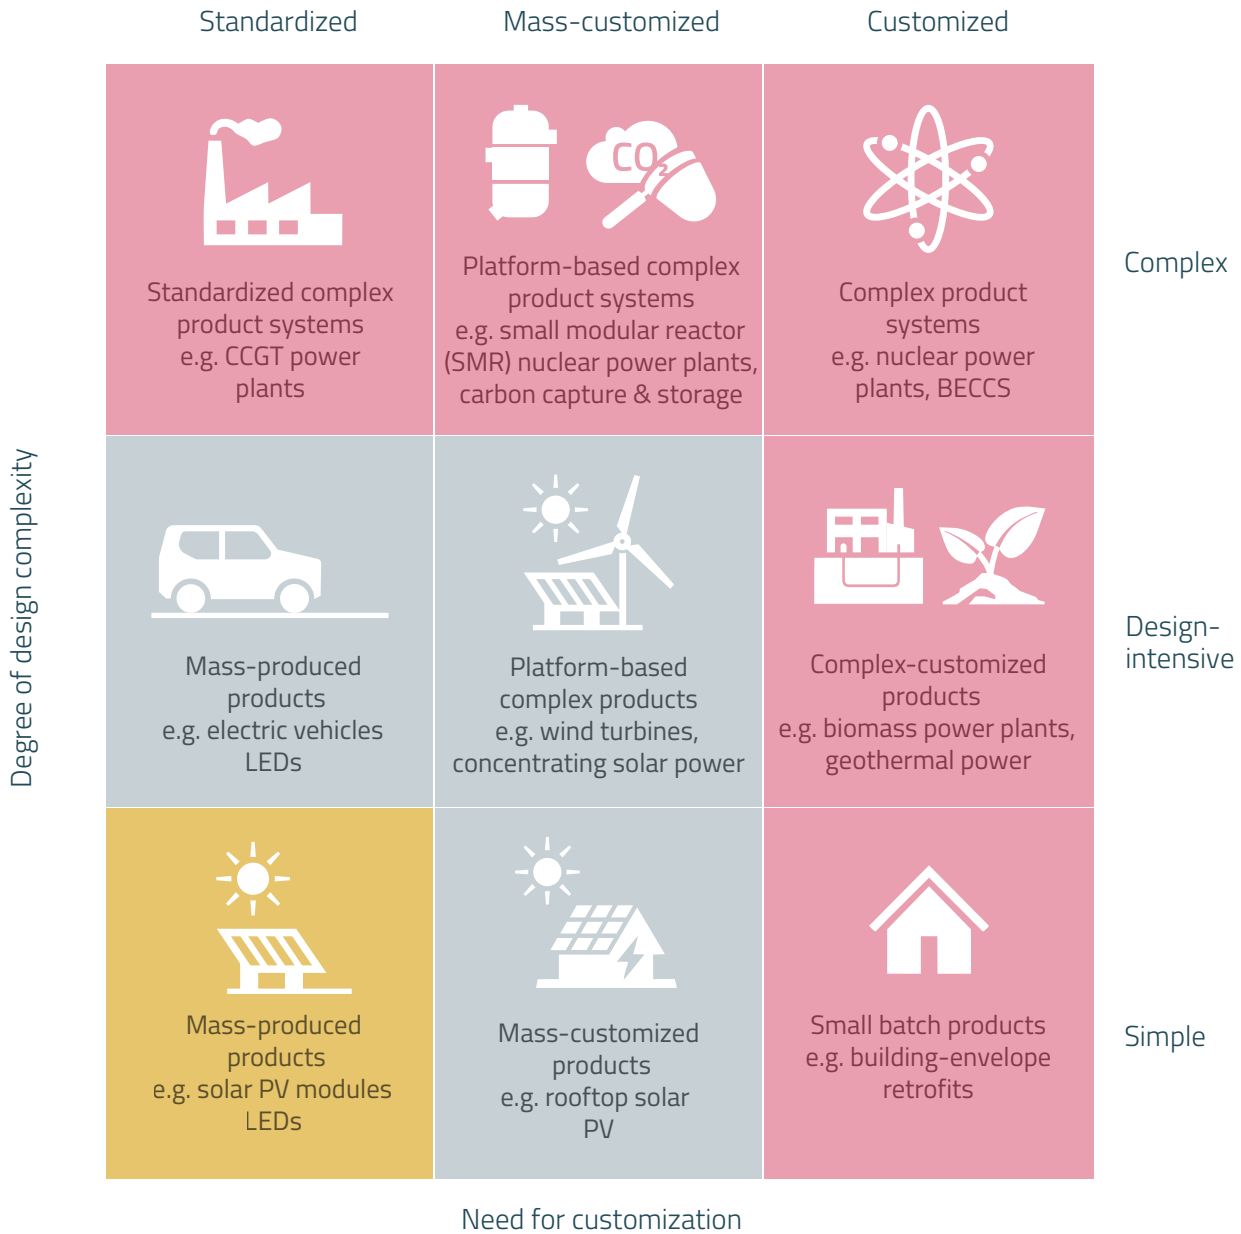 Standardized
Mass-customized
Customized
CO₂
Standardized complex
product systems
e.g. CCGT power
plants
Platform-based complex
product systems
e.g. small modular reactor
(SMR) nuclear power plants,
carbon capture & storage
Complex product
systems
e.g. nuclear power
plants, BECCS
Complex
Degree of design complexity
Mass-produced
products
e.g. electric vehicles
LEDs
Platform-based
complex products
e.g. wind turbines,
concentrating solar power
Complex-customized
products
e.g. biomass power plants,
geothermal power
Design-
intensive
Mass-produced
products
e.g. solar PV modules
LEDs
Mass-customized
products
e.g. rooftop solar
PV
Small batch products
e.g. building-envelope
retrofits
Simple
Need for customization